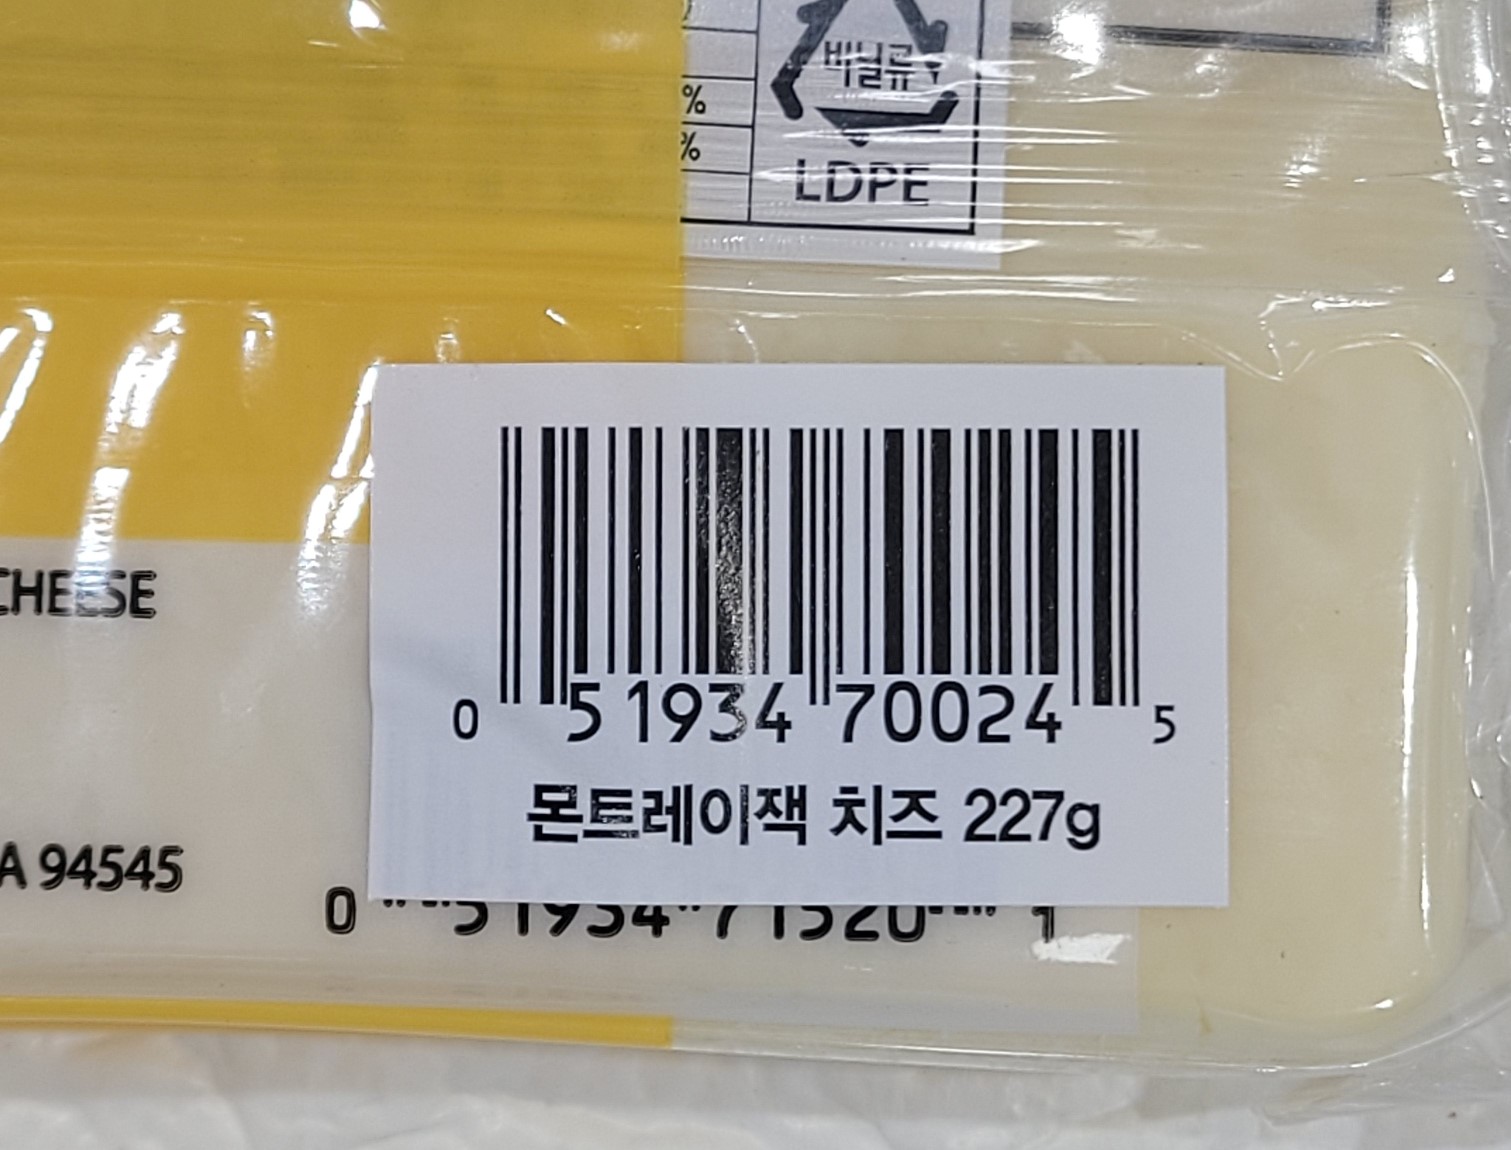 %
%
비닐류
LDPE
CHEESE
A 94545
0 51934 70024 5
몬트레이잭 치즈 227g
0 51934 71520 1